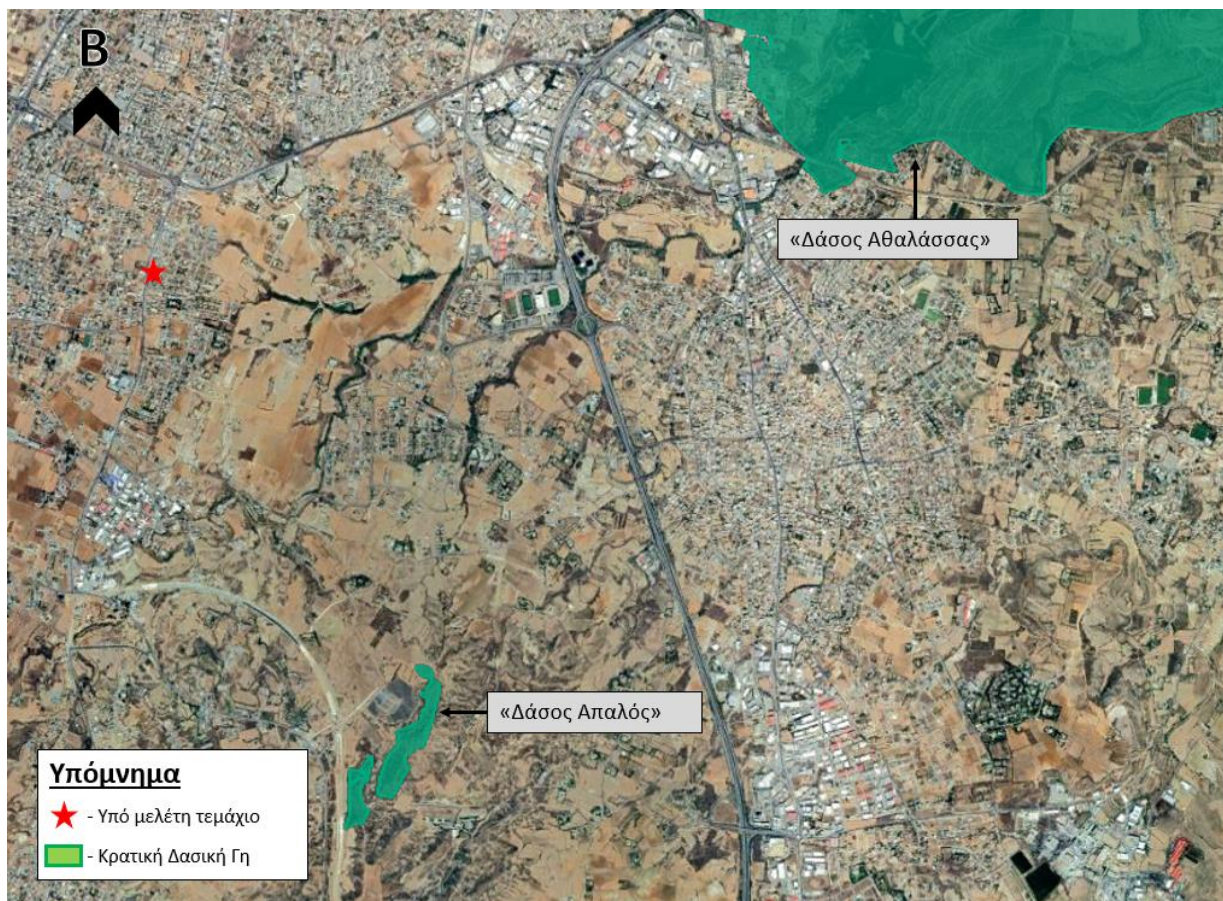 Β
«Δάσος Αθαλάσσας»
«Δάσος Απαλός»
Υπόμνημα
- Υπό μελέτη τεμάχιο
- Κρατική Δασική Γη